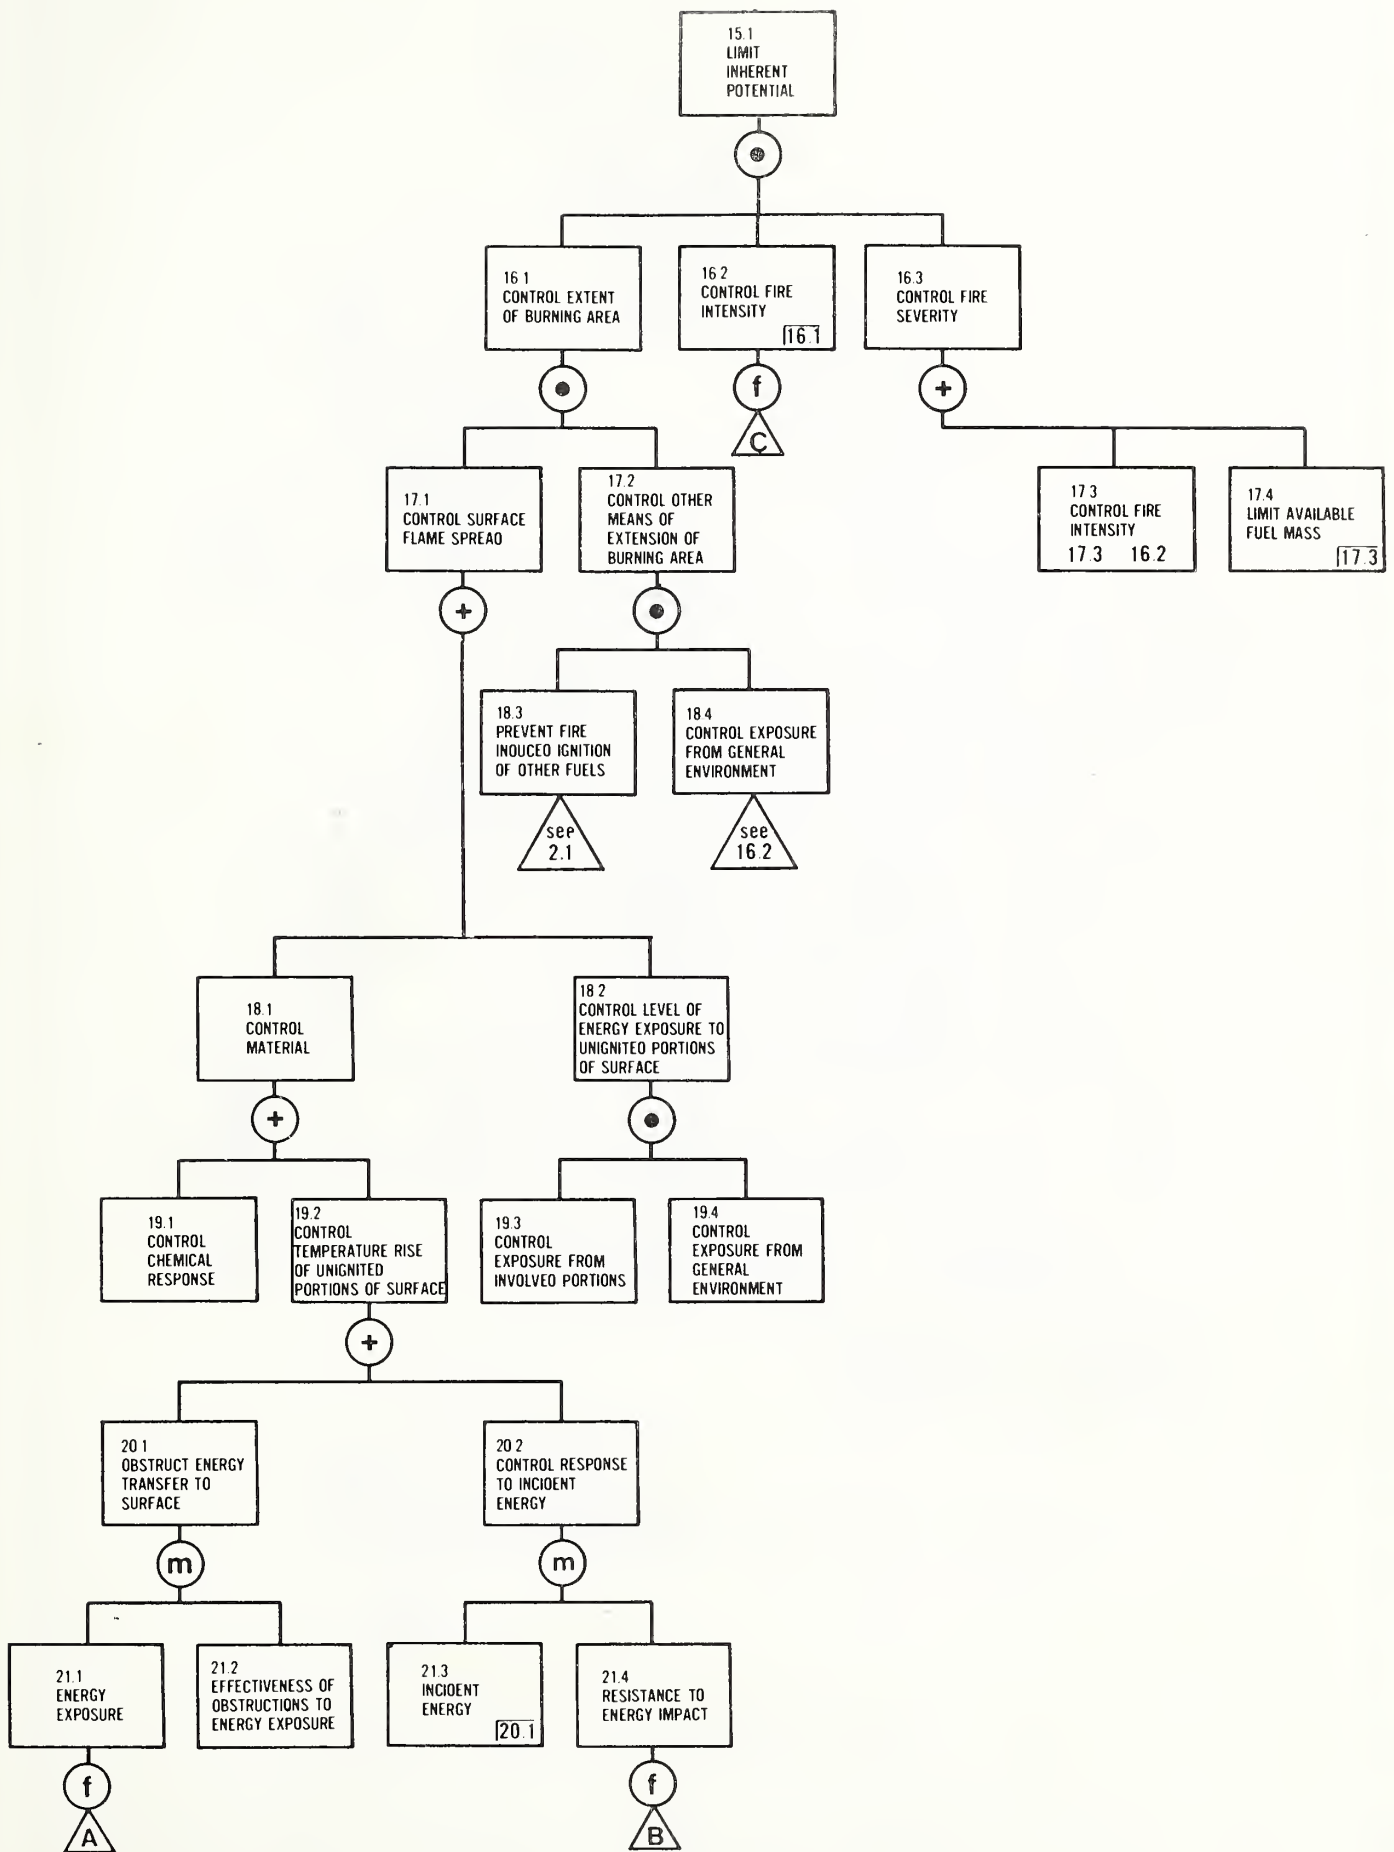 15.1
LIMIT
INHERENT
POTENTIAL
16 1
CONTROL EXTENT
OF BURNING AREA
16 2
CONTROL FIRE
INTENSITY
16.1
16.3
CONTROL FIRE
SEVERITY
f
C
+
17.1
CONTROL SURFACE
FLAME SPREAD
17.2
CONTROL OTHER
MEANS OF
EXTENSION OF
BURNING AREA
17 3
CONTROL FIRE
INTENSITY
17.3 16.2
17.4
LIMIT AVAILABLE
FUEL MASS
17.3
+
18.3
PREVENT FIRE
INDUCED IGNITION
OF OTHER FUELS
18 4
CONTROL EXPOSURE
FROM GENERAL
ENVIRONMENT
see
2.1
see
16.2
18.1
CONTROL
MATERIAL
18 2
CONTROL LEVEL OF
ENERGY EXPOSURE TO
UNIGNITED PORTIONS
OF SURFACE
+
19.1
CONTROL
CHEMICAL
RESPONSE
19.2
CONTROL
TEMPERATURE RISE
OF UNIGNITED
PORTIONS OF SURFACE
19.3
CONTROL
EXPOSURE FROM
INVOLVED PORTIONS
19.4
CONTROL
EXPOSURE FROM
GENERAL
ENVIRONMENT
+
20 1
OBSTRUCT ENERGY
TRANSFER TO
SURFACE
20 2
CONTROL RESPONSE
TO INCIDENT
ENERGY
m
m
21.1
ENERGY
EXPOSURE
21.2
EFFECTIVENESS OF
OBSTRUCTIONS TO
ENERGY EXPOSURE
21.3
INCIDENT
ENERGY
20.1
21.4
RESISTANCE TO
ENERGY IMPACT
f
A
f
B